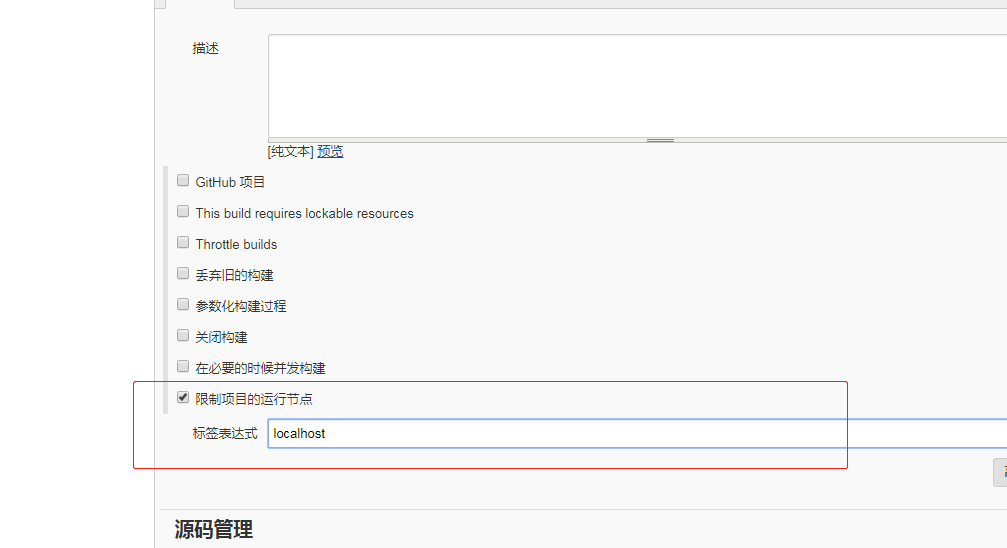 描述
[纯文本] 预览
GitHub 项目
This build requires lockable resources
Throttle builds
丢弃旧的构建
参数化构建过程
关闭构建
在必要的时候并发构建
限制项目的运行节点
标签表达式 localhost
源码管理